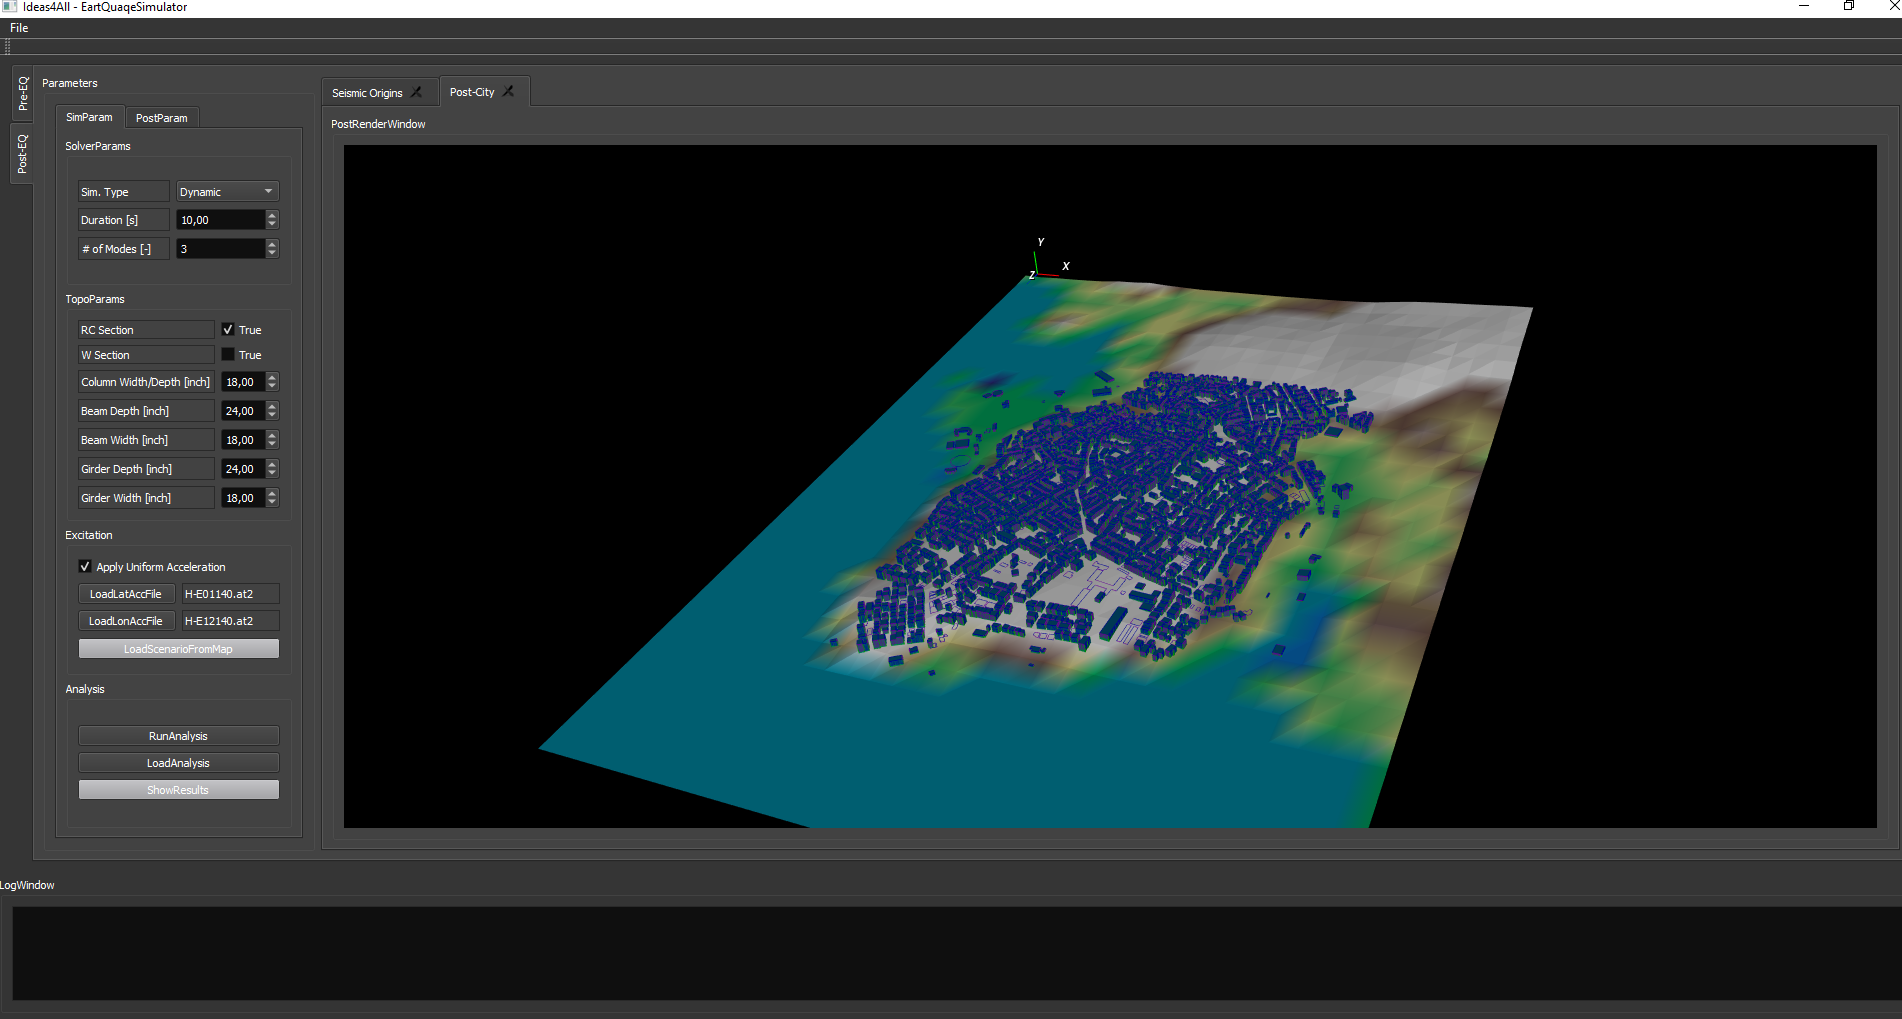 Ideas4All - EartQuaqeSimulator
File
Pre-EQ
Post-EQ
Parameters
SimParam
PostParam
SolverParams
Sim. Type
Dynamic
Duration [s]
10,00
# of Modes [-]
3
TopoParams
RC Section
True
W Section
True
Column Width/Depth [inch]
18,00
Beam Depth [inch]
24,00
Beam Width [inch]
18,00
Girder Depth [inch]
24,00
Girder Width [inch]
18,00
Excitation
Apply Uniform Acceleration
LoadLatAccFile
H-E01140.at2
LoadLonAccFile
H-E12140.at2
LoadScenarioFromMap
Analysis
RunAnalysis
LoadAnalysis
ShowResults
Seismic Origins
Post-City
PostRenderWindow
Y
X
Z
LogWindow